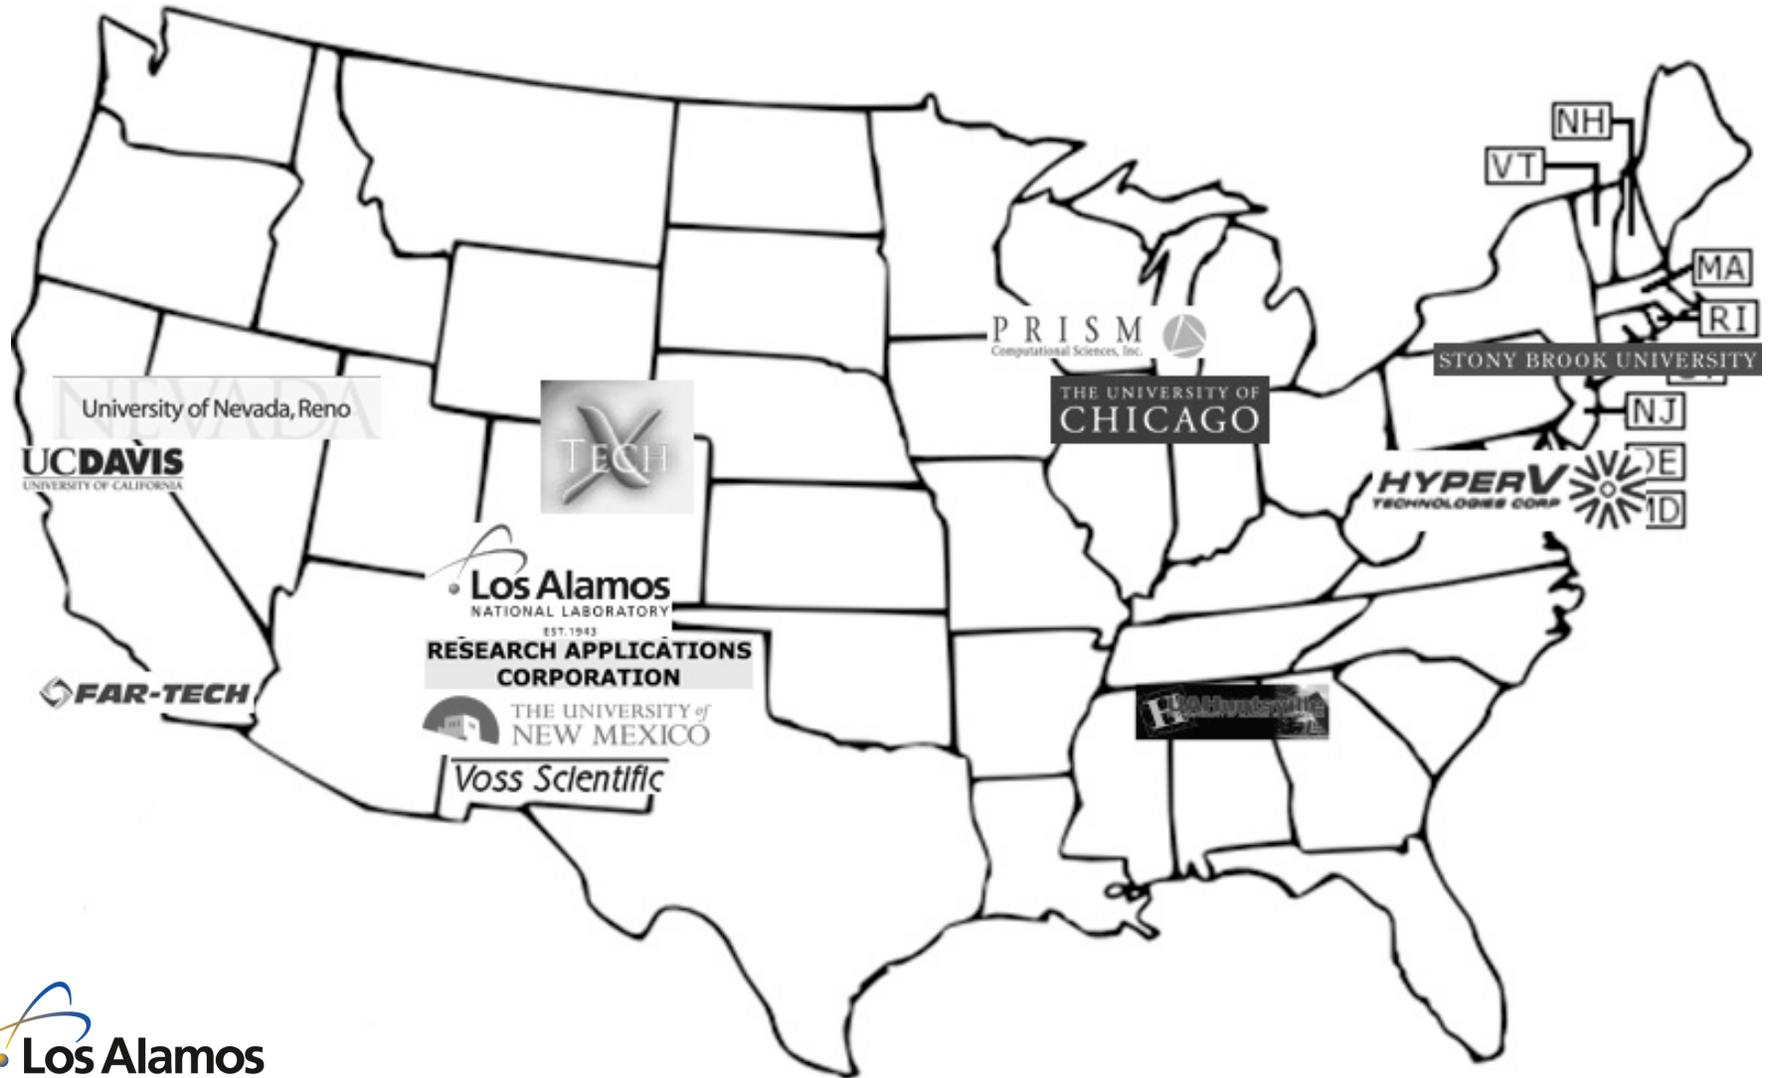 NH
VT
MA
RI
PRISM
Computational Sciences, Inc.
STONY BROOK UNIVERSITY
NEVADA
University of Nevada, Reno
THE UNIVERSITY OF
CHICAGO
NJ
TECH
UCDAVIS
UNIVERSITY OF CALIFORNIA
HYPERV
TECHNOLOGIES CORP
DE
MD
Los Alamos
NATIONAL LABORATORY
EST.1943
RESEARCH APPLICATIONS
CORPORATION
FAR-TECH
THE UNIVERSITY of
NEW MEXICO
UAHuntsville
Voss Scientific
Los Alamos